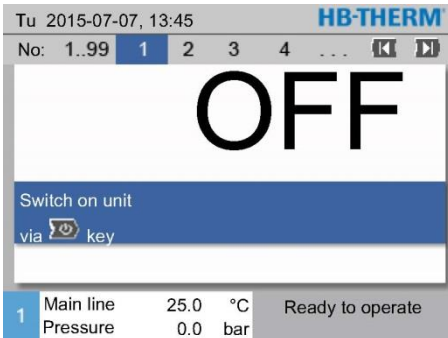 Tu 2015-07-07, 13:45 HB-THERM
No: 1..99 1 2 3 4 ...
OFF
Switch on unit
via key
1 Main line 25.0 °C Ready to operate
Pressure 0.0 bar